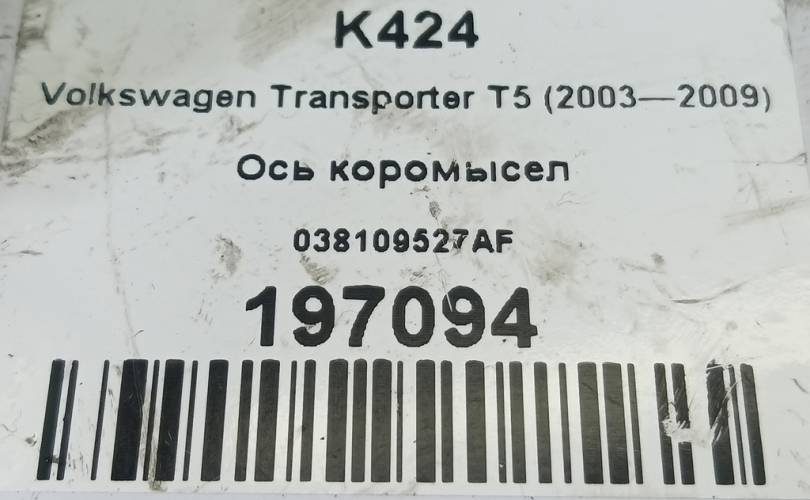 K424
Volkswagen Transporter T5 (2003—2009)
Ось коромысел
038109527AF
197094